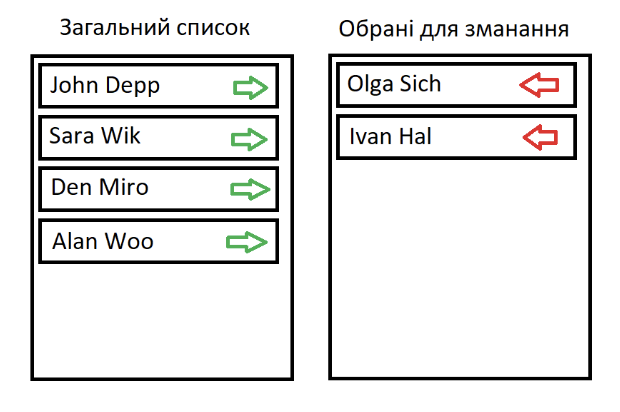 Загальний список
John Depp
Sara Wik
Den Miro
Alan Woo
Обрані для зманання
Olga Sich
Ivan Hal